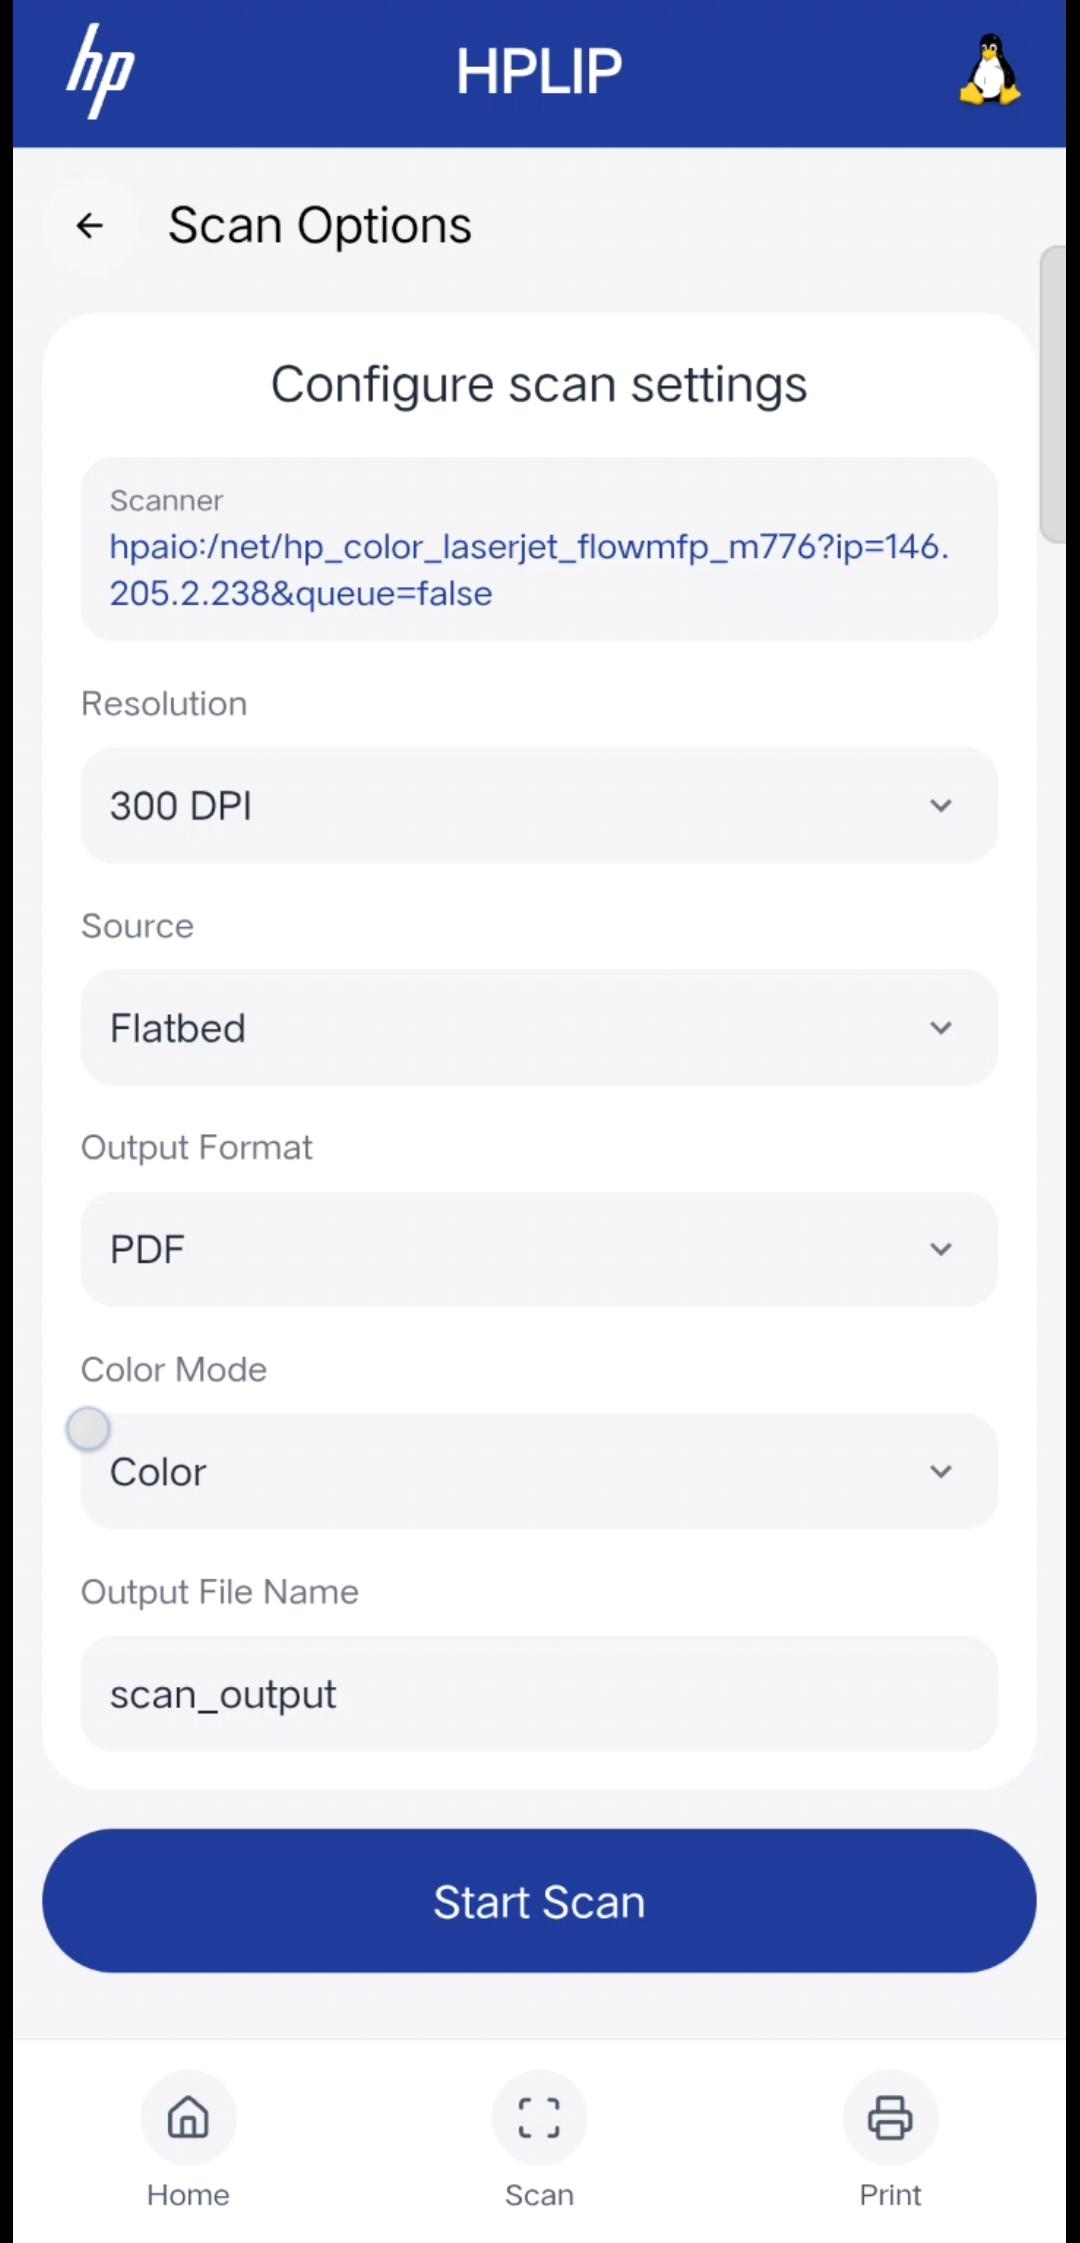 hp
HPLIP
Scan Options
Configure scan settings
Scanner
hpaio:/net/hp_color_laserjet_flowmfp_m776?ip=146.
205.2.238&queue=false
Resolution
300 DPI
Source
Flatbed
Output Format
PDF
Color Mode
Color
Output File Name
scan_output
Start Scan
Home
Scan
Print